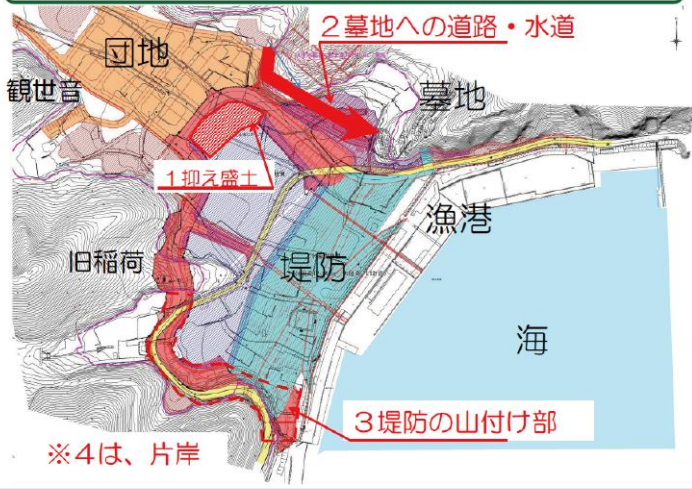 2墓地への道路・水道
団地
観世音
墓地
1抑え盛土
漁港
旧稲荷
堤防
海
3堤防の山付け部
※4は、片岸